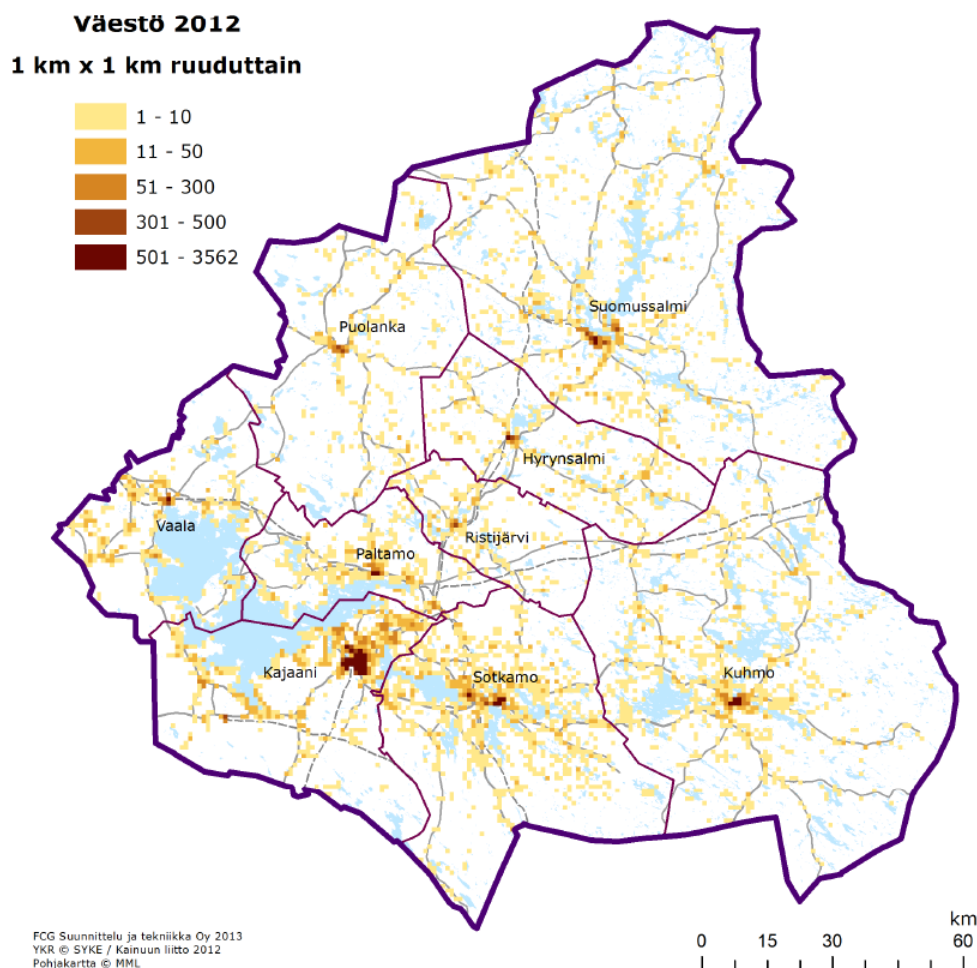 Väestö 2012
1 km x 1 km ruuduttain
1 - 10
11 - 50
51 - 300
301 - 500
501 - 3562
Suomussalmi
Puolanka
Hyrynsalmi
Vaala
Ristijärvi
Paltamo
Kajaani
Sotkamo
Kuhmo
km
0 15 30 60
FCG Suunnittelu ja tekniikka Oy 2013
YKR © SYKE / Kainuun liitto 2012
Pohjakartta © MML